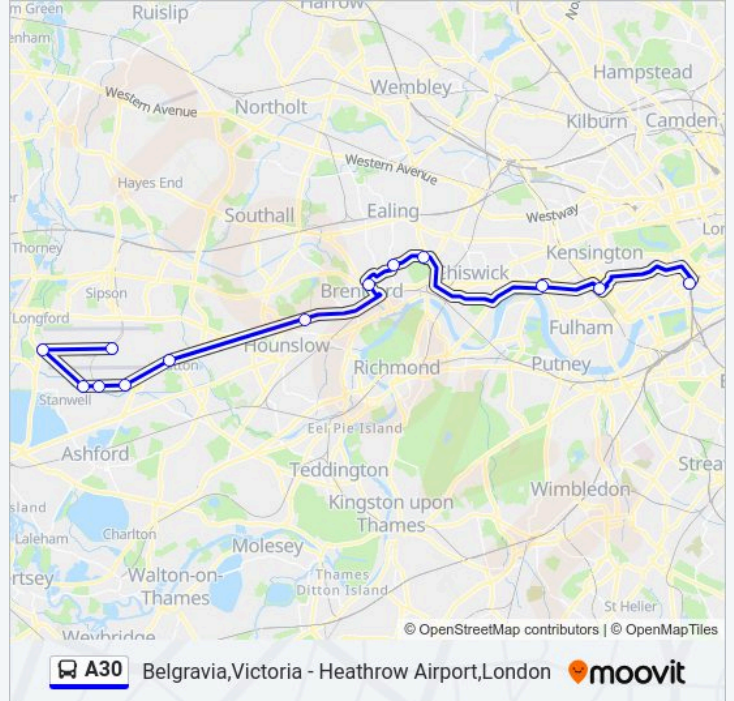 Harrow
m Green
Ruislip
enham
Wembley
Hampstead
Western Avenue
Northolt
Kilburn
Camden
Western Avenue
Hayes End
Southall
Ealing
Westway
Thorney
Kensington
Lon
Chiswick
Sipson
Brentford
Longford
Fulham
Hounslow
Richmond
Putney
Stanwell
Eel Pie Island
Ashford
Teddington
Strea
Wimbledon
Kingston upon
Thames
sland
Laleham
Charlton
Molesey
ertsey
Walton-on-
Thames
Thames
Ditton Island
St Helier
Weybridge
© OpenStreetMap contributors | © OpenMapTiles
A30 Belgravia,Victoria - Heathrow Airport,London moovit